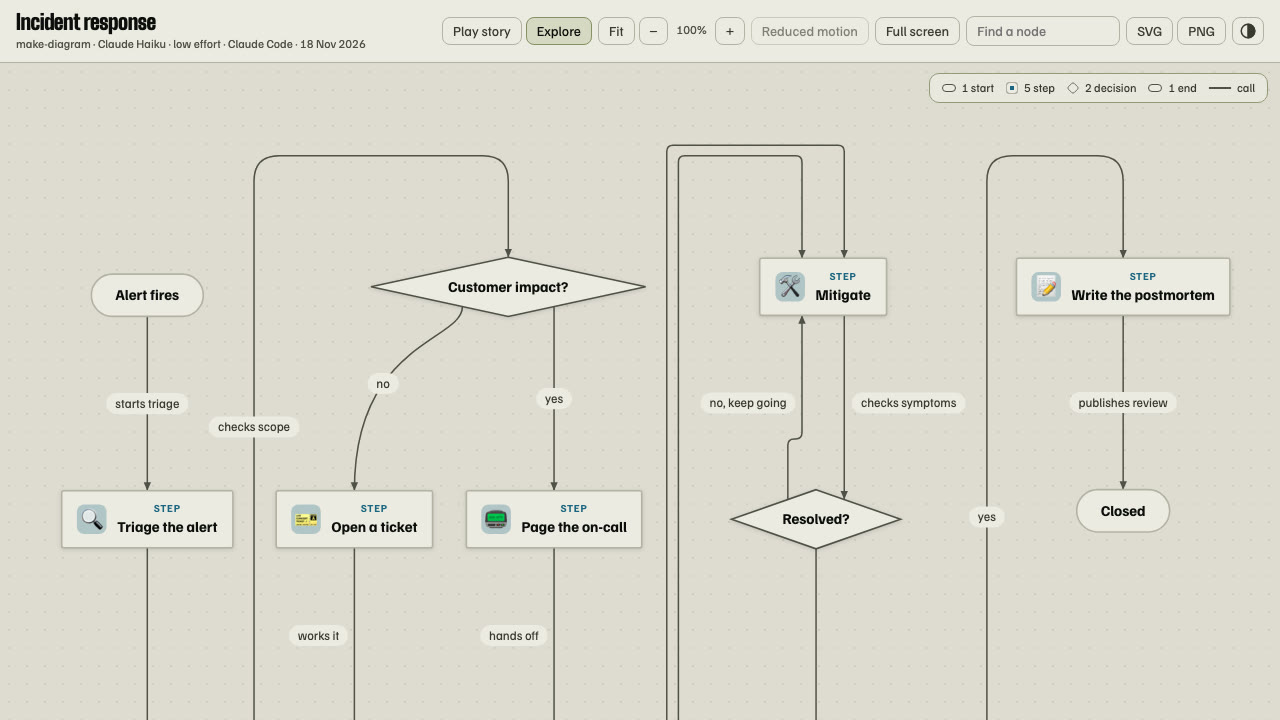 Incident response
make-diagram · Claude Haiku · low effort · Claude Code · 18 Nov 2026
Play story
Explore
Fit
−
100%
+
Reduced motion
Full screen
Find a node
SVG
PNG
1 start
5 step
2 decision
1 end
call
Alert fires
Customer impact?
STEP
Mitigate
STEP
Write the postmortem
starts triage
checks scope
no
yes
no, keep going
checks symptoms
publishes review
STEP
Triage the alert
STEP
Open a ticket
STEP
Page the on-call
Resolved?
yes
Closed
works it
hands off